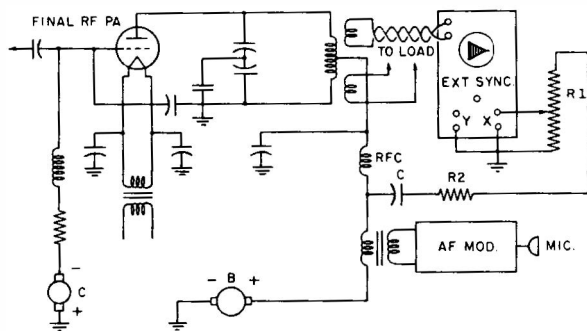 FINAL RF PA
TO LOAD
EXT SYNC.
Y X
R1
RFC
C
R2
AF MOD.
MIC.
- B +
-
C
+